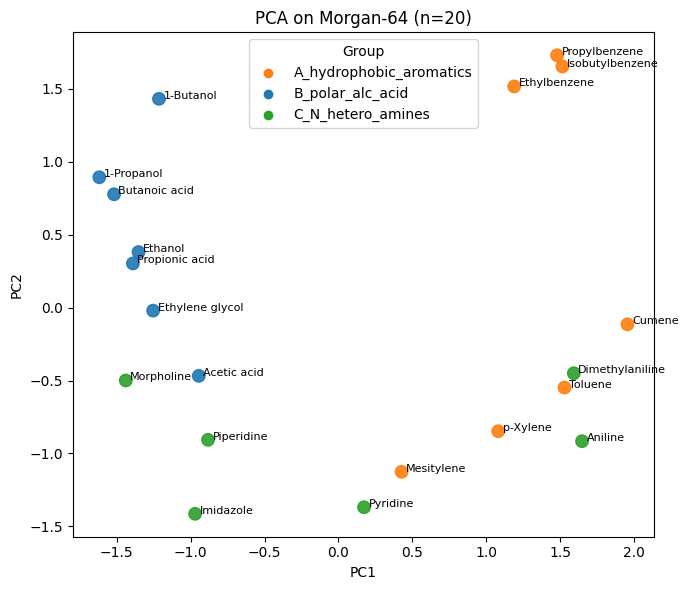 PCA on Morgan-64 (n=20)
Group
A_hydrophobic_aromatics
B_polar_alc_acid
C_N_hetero_amines
Propylbenzene
Isobutylbenzene
Ethylbenzene
1-Butanol
1-Propanol
Butanoic acid
Ethanol
Propionic acid
Ethylene glycol
Cumene
Morpholine
Acetic acid
Dimethylaniline
Toluene
p-Xylene
Piperidine
Aniline
Mesitylene
Imidazole
Pyridine
1.5
1.0
0.5
0.0
−0.5
−1.0
−1.5
PC2
−1.5
−1.0
−0.5
0.0
0.5
1.0
1.5
2.0
PC1